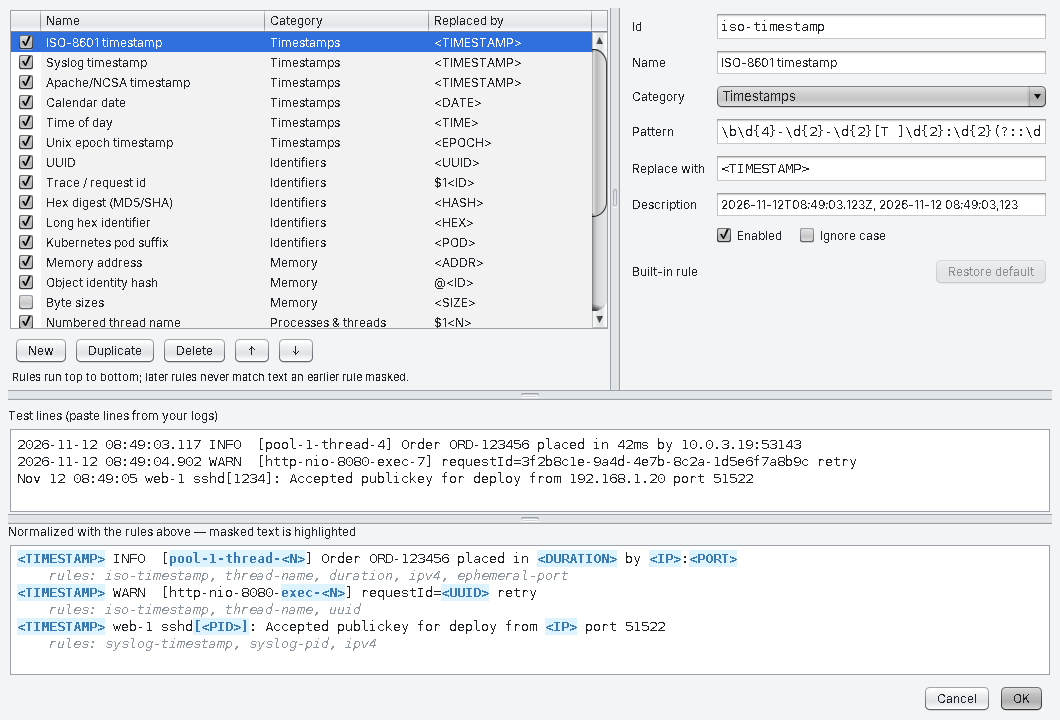 Name Category Replaced by
ISO-8601 timestamp Timestamps <TIMESTAMP>
Syslog timestamp Timestamps <TIMESTAMP>
Apache/NCSA timestamp Timestamps <TIMESTAMP>
Calendar date Timestamps <DATE>
Time of day Timestamps <TIME>
Unix epoch timestamp Timestamps <EPOCH>
UUID Identifiers <UUID>
Trace / request id Identifiers $1<ID>
Hex digest (MD5/SHA) Identifiers <HASH>
Long hex identifier Identifiers <HEX>
Kubernetes pod suffix Identifiers <POD>
Memory address Memory <ADDR>
Object identity hash Memory @<ID>
Byte sizes Memory <SIZE>
Numbered thread name Processes & threads $1<N>
New Duplicate Delete ↑ ↓
Rules run top to bottom; later rules never match text an earlier rule masked.
Id iso-timestamp
Name ISO-8601 timestamp
Category Timestamps
Pattern \b\d{4}-\d{2}-\d{2}[T ]\d{2}:\d{2}(?::\d
Replace with <TIMESTAMP>
Description 2026-11-12T08:49:03.123Z, 2026-11-12 08:49:03,123
Enabled Ignore case
Built-in rule Restore default
Test lines (paste lines from your logs)
2026-11-12 08:49:03.117 INFO  [pool-1-thread-4] Order ORD-123456 placed in 42ms by 10.0.3.19:53143
2026-11-12 08:49:04.902 WARN  [http-nio-8080-exec-7] requestId=3f2b8c1e-9a4d-4e7b-8c2a-1d5e6f7a8b9c retry
Nov 12 08:49:05 web-1 sshd[1234]: Accepted publickey for deploy from 192.168.1.20 port 51522
Normalized with the rules above — masked text is highlighted
<TIMESTAMP> INFO  [pool-1-thread-<N>] Order ORD-123456 placed in <DURATION> by <IP>:<PORT>
rules: iso-timestamp, thread-name, duration, ipv4, ephemeral-port
<TIMESTAMP> WARN  [http-nio-8080-exec-<N>] requestId=<UUID> retry
rules: iso-timestamp, thread-name, uuid
<TIMESTAMP> web-1 sshd[<PID>]: Accepted publickey for deploy from <IP> port 51522
rules: syslog-timestamp, syslog-pid, ipv4
Cancel OK